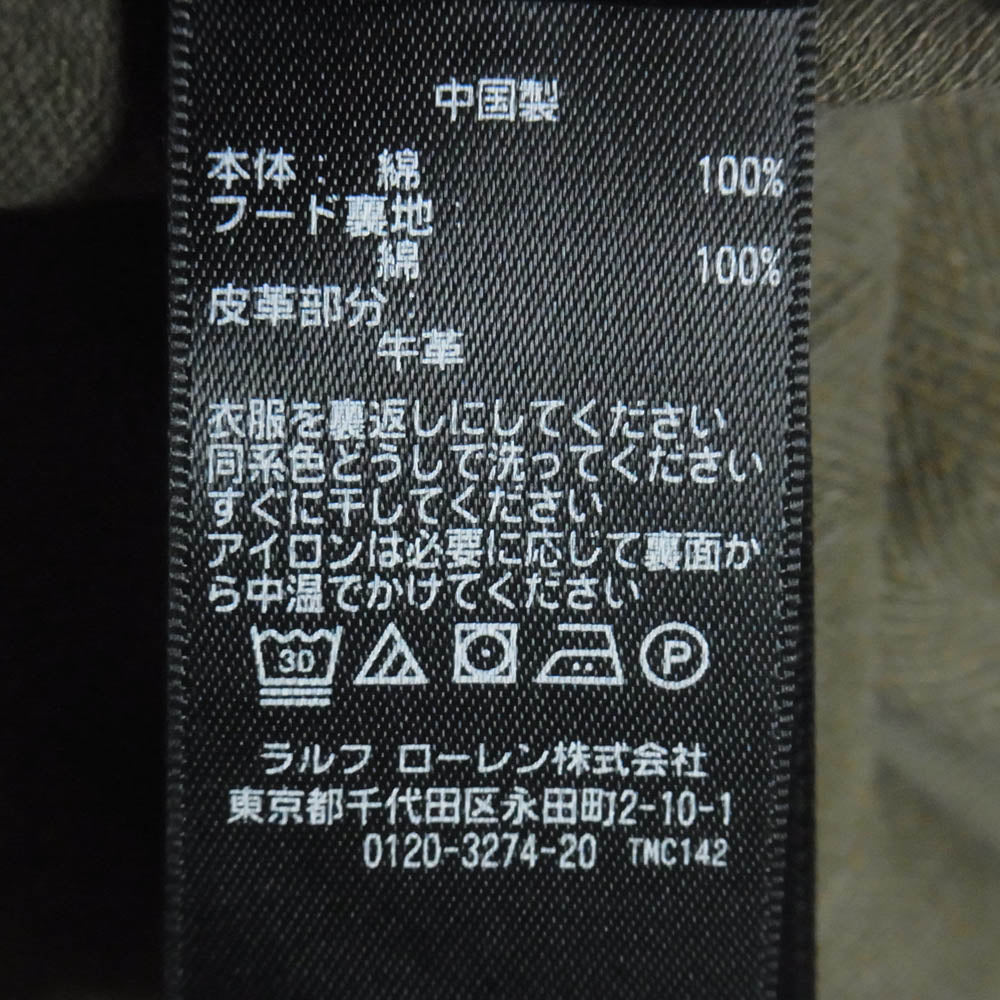 中国製
本体: 綿 100%
フード裏地:
綿 100%
皮革部分:
牛革
衣服を裏返しにしてください
同系色どうしで洗ってください
すぐに干してください
アイロンは必要に応じて裏面か
ら中温でかけてください
30 P
ラルフ ローレン株式会社
東京都千代田区永田町2-10-1
0120-3274-20 TMC142